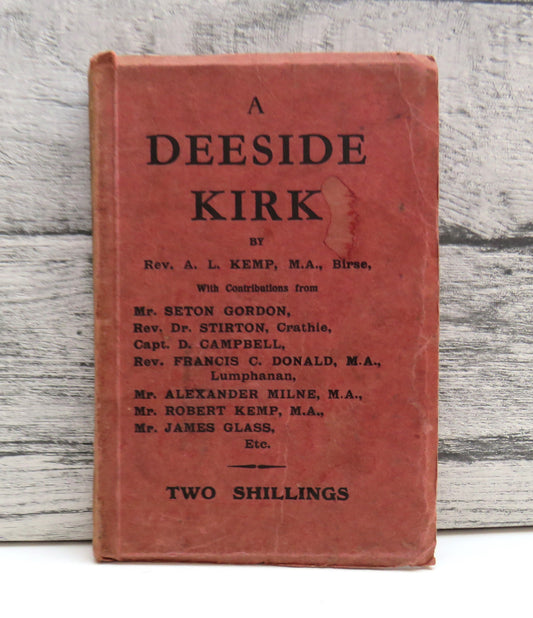 A
DEESIDE
KIRK
BY
Rev. A. L. KEMP, M.A., Birse,
With Contributions from
Mr. SETON GORDON,
Rev. Dr. STIRTON, Crathie,
Capt. D. CAMPBELL,
Rev. FRANCIS C. DONALD, M.A.,
Lumphanan,
Mr. ALEXANDER MILNE, M.A.,
Mr. ROBERT KEMP, M.A.,
Mr. JAMES GLASS,
Etc.
TWO SHILLINGS